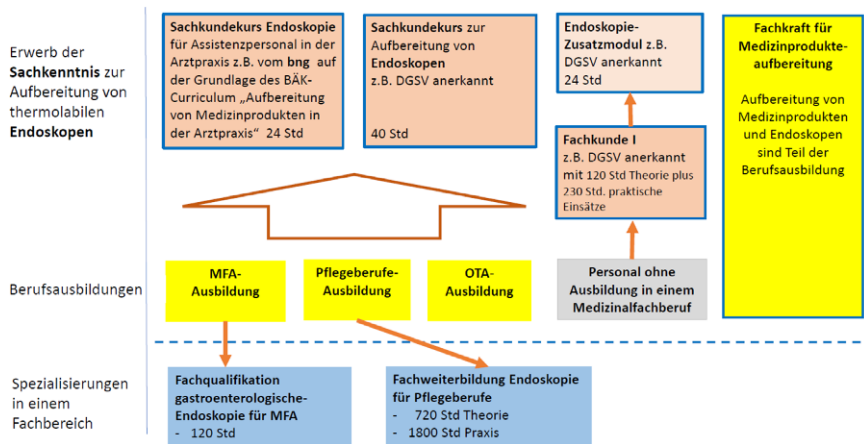 Erwerb der
Sachkenntnis zur
Aufbereitung von
thermolabilen
Endoskopen
Sachkundekurs Endoskopie
für Assistenzpersonal in der
Arztpraxis z.B. vom bng auf
der Grundlage des BÄK-
Curriculum „Aufbereitung
von Medizinprodukten in
der Arztpraxis“ 24 Std
Sachkundekurs zur
Aufbereitung von
Endoskopen
z.B. DGSV anerkannt
40 Std
Endoskopie-
Zusatzmodul z.B.
DGSV anerkannt
24 Std
Fachkunde I
z.B. DGSV anerkannt
mit 120 Std Theorie plus
230 Std. praktische
Einsätze
Fachkraft für
Medizinprodukte-
aufbereitung
Aufbereitung von
Medizinprodukten
und Endoskopen
sind Teil der
Berufsausbildung
Berufsausbildungen
MFA-
Ausbildung
Pflegeberufe-
Ausbildung
OTA-
Ausbildung
Personal ohne
Ausbildung in einem
Medizinalfachberuf
Spezialisierungen
in einem
Fachbereich
Fachqualifikation
gastroenterologische-
Endoskopie für MFA
- 120 Std
Fachweiterbildung Endoskopie
für Pflegeberufe
- 720 Std Theorie
- 1800 Std Praxis